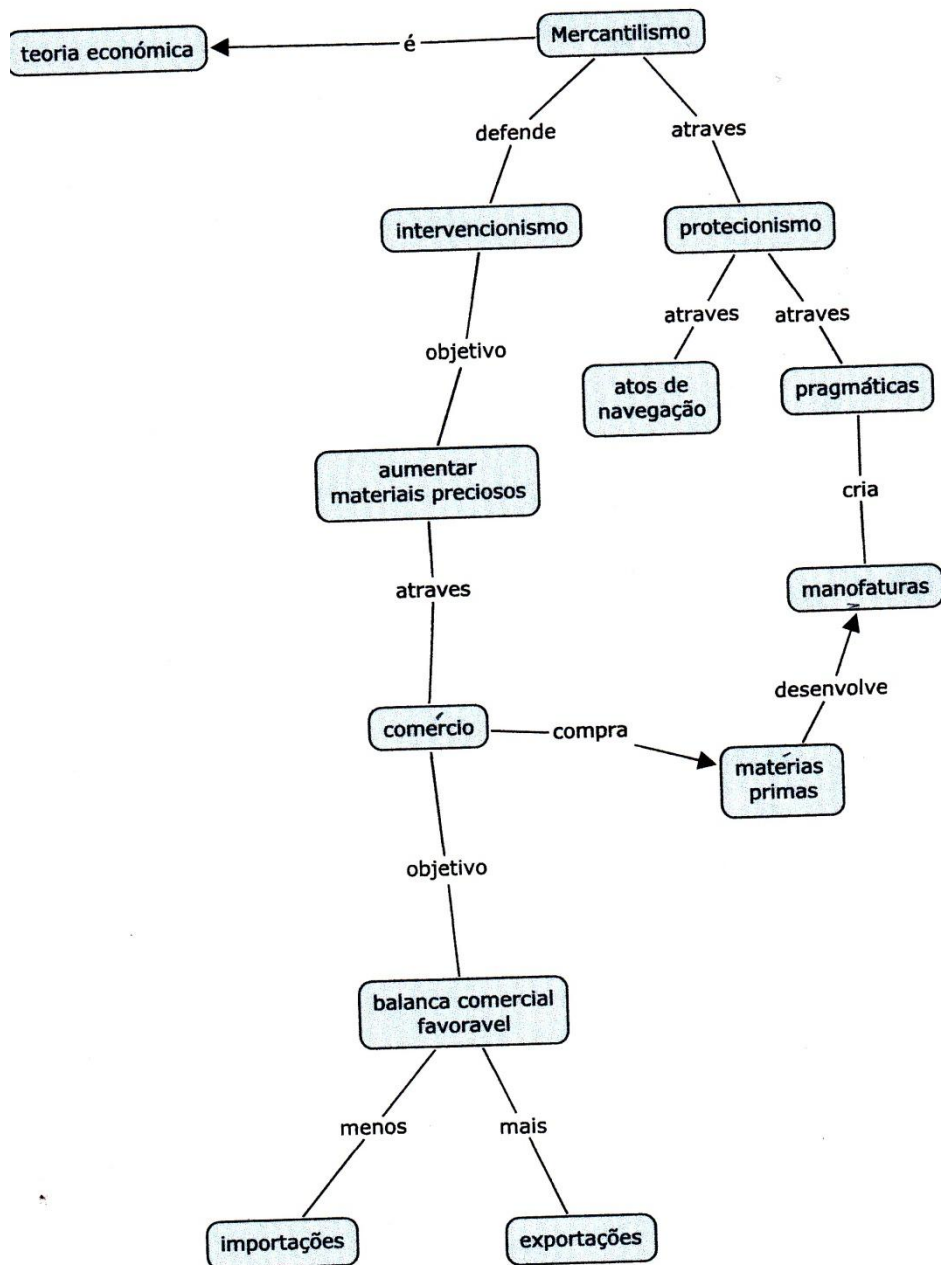 Mercantilismo
teoria económica
é
defende
atraves
intervencionismo
protecionismo
atraves
atraves
objetivo
atos de
navegação
pragmáticas
aumentar
materiais preciosos
cria
atraves
manofaturas
desenvolve
comércio
compra
matérias
primas
objetivo
balanca comercial
favoravel
menos
mais
importações
exportações